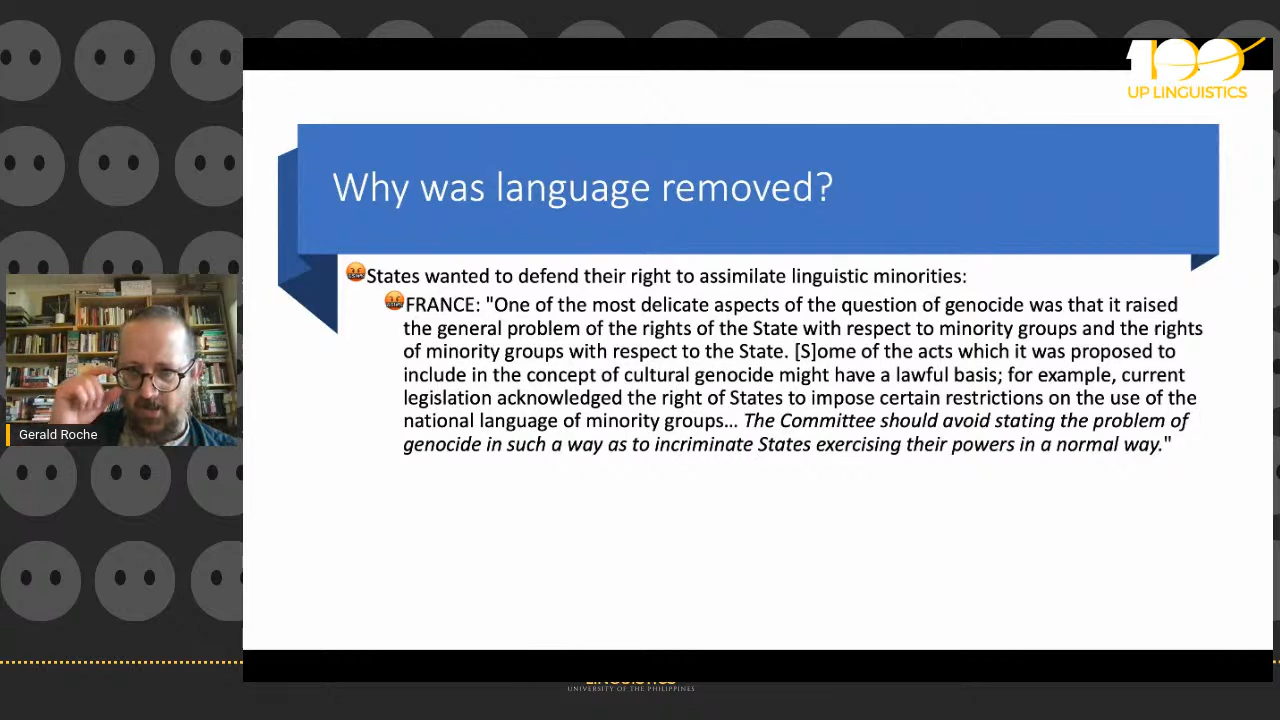 100
UP LINGUISTICS
Why was language removed?
States wanted to defend their right to assimilate linguistic minorities:
FRANCE: "One of the most delicate aspects of the question of genocide was that it raised
the general problem of the rights of the State with respect to minority groups and the rights
of minority groups with respect to the State. [S]ome of the acts which it was proposed to
include in the concept of cultural genocide might have a lawful basis; for example, current
legislation acknowledged the right of States to impose certain restrictions on the use of the
national language of minority groups... The Committee should avoid stating the problem of
genocide in such a way as to incriminate States exercising their powers in a normal way."
Gerald Roche
LINGUISTICS
UNIVERSITY OF THE PHILIPPINES